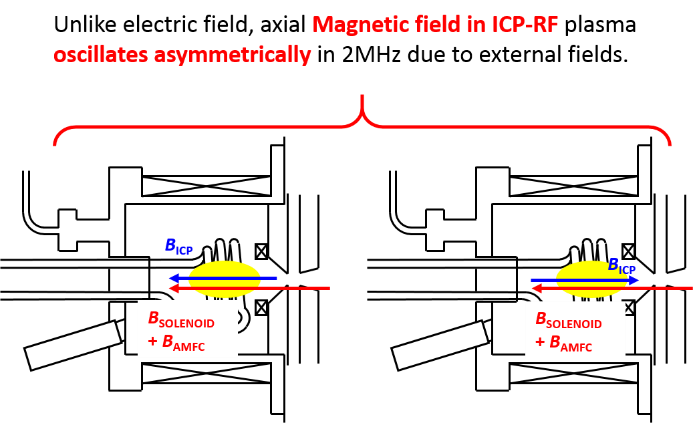 Unlike electric field, axial Magnetic field in ICP-RF plasma
oscillates asymmetrically in 2MHz due to external fields.
BICP
BSOLENOID
+ BAMFC
BICP
BSOLENOID
+ BAMFC